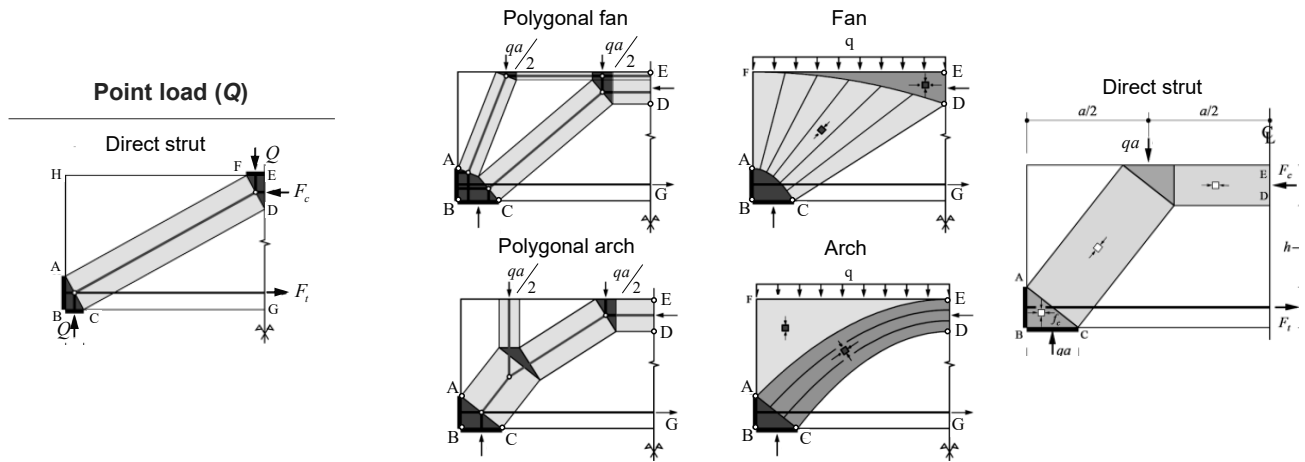 Point load (Q)
Direct strut
H
F
Q
E
F_c
D
A
F_t
B
C
G
Q
Polygonal fan
qa/2
qa/2
E
D
A
B
C
G
Fan
q
F
E
D
A
B
C
G
Polygonal arch
qa/2
qa/2
E
D
A
B
C
G
Arch
q
F
E
D
A
B
C
G
Direct strut
a/2
a/2
qa
℄
E
F_c
D
h–
A
f_c
B
C
F_t
qa